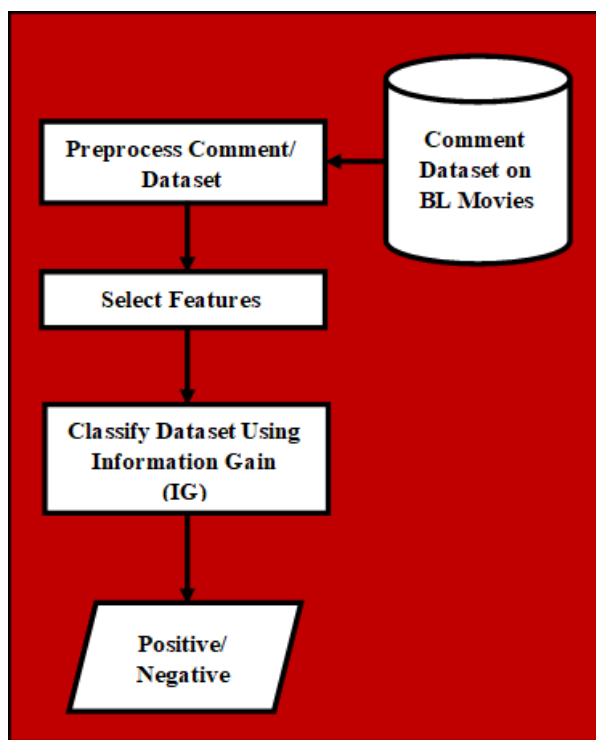 Comment
Dataset on
BL Movies
Preprocess Comment/
Dataset
Select Features
Classify Dataset Using
Information Gain
(IG)
Positive/
Negative